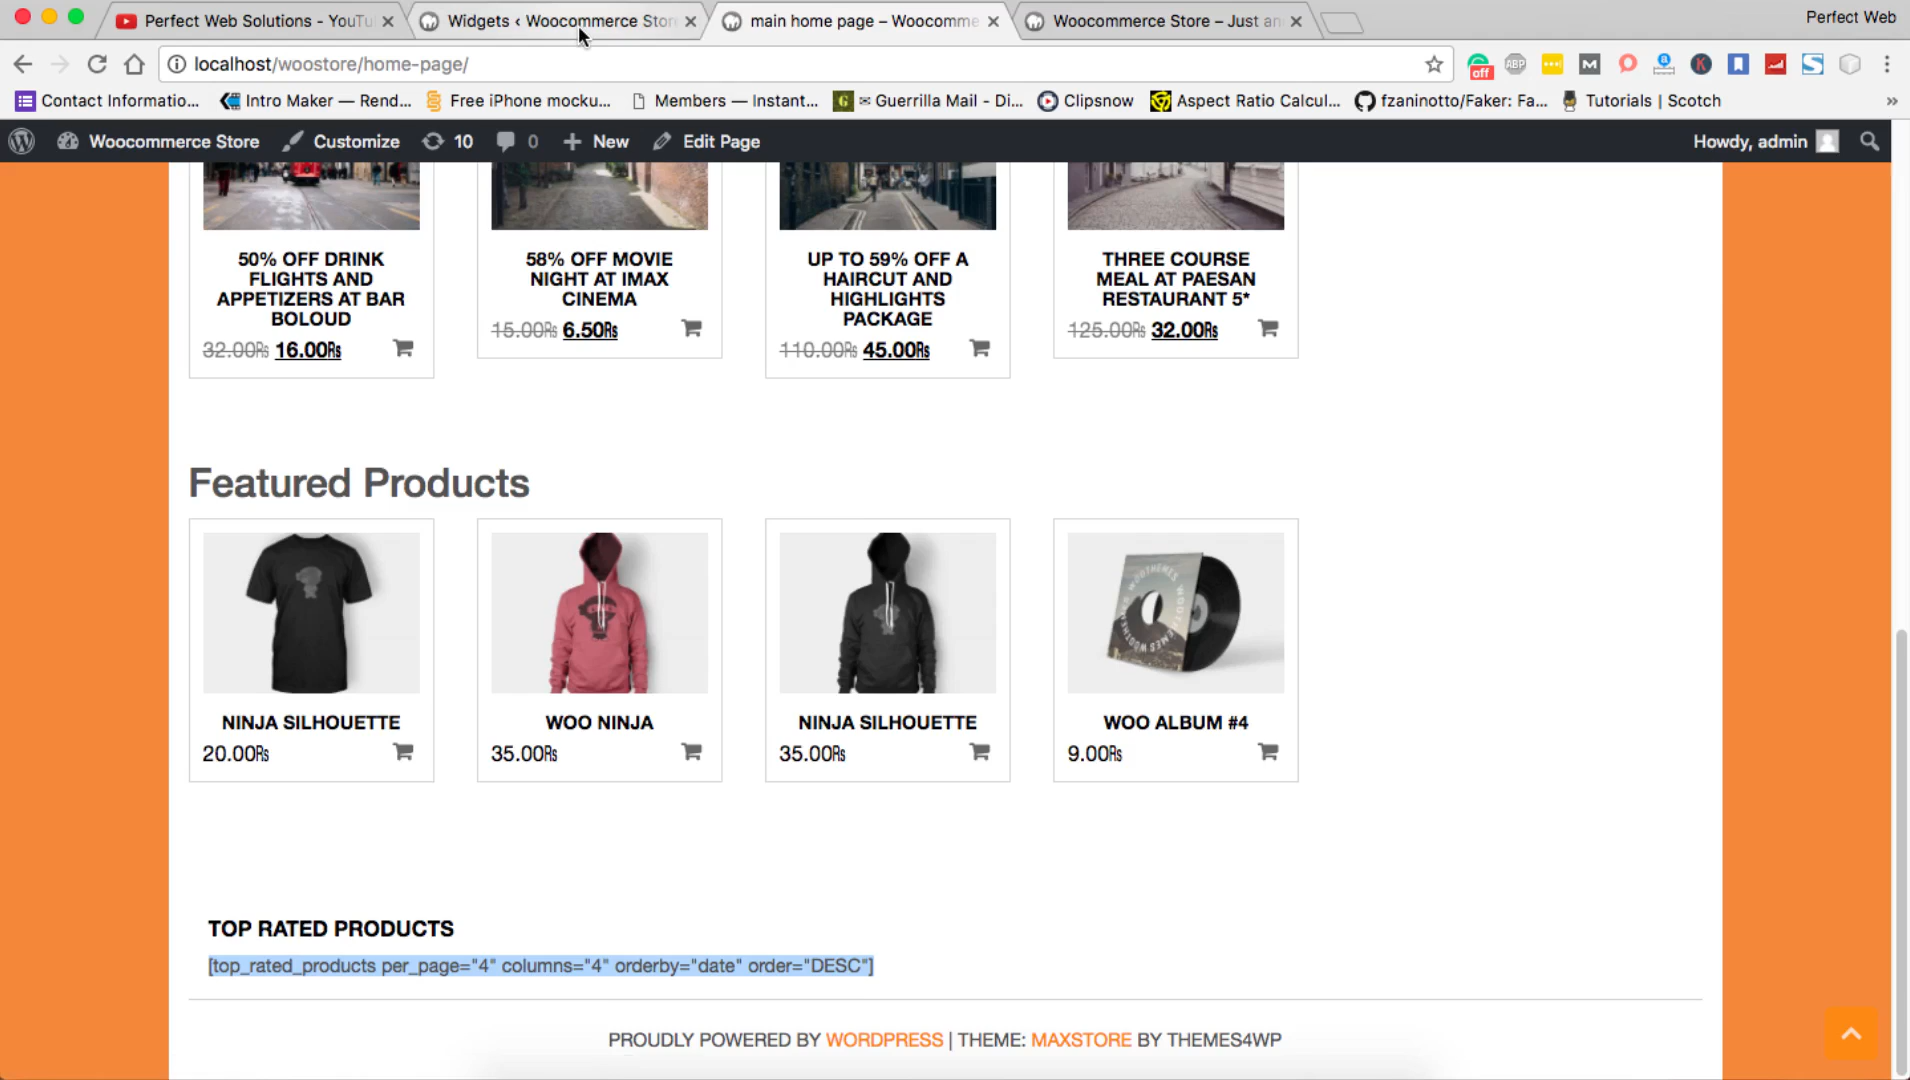 Perfect Web Solutions - YouTu
Widgets ‹ Woocommerce Stor
main home page – Woocomme
Woocommerce Store – Just an
Perfect Web
localhost/woostore/home-page/
off
ABP
M
K
S
Contact Informatio...
Intro Maker — Rend...
Free iPhone mocku...
Members — Instant...
G
Guerrilla Mail - Di...
Clipsnow
Aspect Ratio Calcul...
fzaninotto/Faker: Fa...
Tutorials | Scotch
»
Woocommerce Store
Customize
10
0
New
Edit Page
Howdy, admin
50% OFF DRINK
FLIGHTS AND
APPETIZERS AT BAR
BOLOUD
32.00₨ 16.00₨
58% OFF MOVIE
NIGHT AT IMAX
CINEMA
15.00₨ 6.50₨
UP TO 59% OFF A
HAIRCUT AND
HIGHLIGHTS
PACKAGE
110.00₨ 45.00₨
THREE COURSE
MEAL AT PAESAN
RESTAURANT 5*
125.00₨ 32.00₨
Featured Products
NINJA SILHOUETTE
20.00₨
WOO NINJA
35.00₨
NINJA SILHOUETTE
35.00₨
WOO ALBUM #4
9.00₨
TOP RATED PRODUCTS
[top_rated_products per_page="4" columns="4" orderby="date" order="DESC"]
PROUDLY POWERED BY WORDPRESS | THEME: MAXSTORE BY THEMES4WP